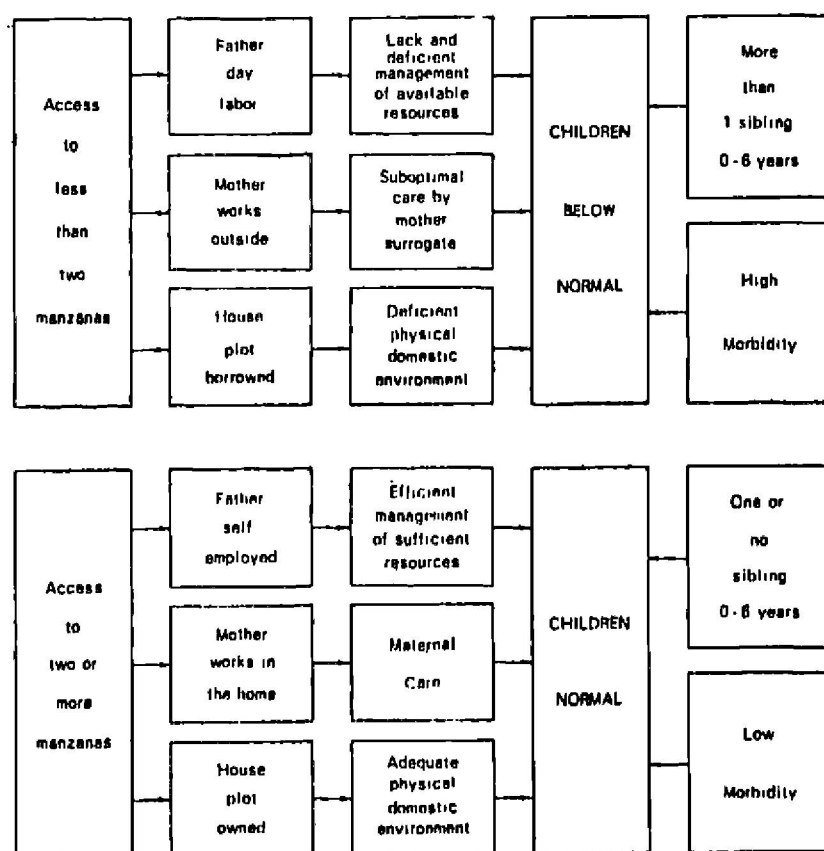 Access
to
less
than
two
manzanas
Father
day
labor
Lack and
deficient
management
of available
resources
Mother
works
outside
Suboptimal
care by
mother
surrogate
House
plot
borrowed
Deficient
physical
domestic
environment
CHILDREN
BELOW
NORMAL
More
than
1 sibling
0-6 years
High
Morbidity
Access
to
two or
more
manzanas
Father
self
employed
Efficient
management
of sufficient
resources
Mother
works in
the home
Maternal
Care
House
plot
owned
Adequate
physical
domestic
environment
CHILDREN
NORMAL
One or
no
sibling
0-6 years
Low
Morbidity